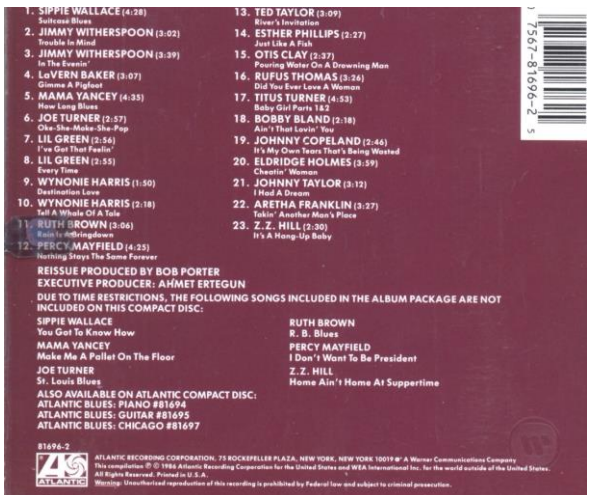 1. SIPPIE WALLACE (4:28)
Suitcase Blues
2. JIMMY WITHERSPOON (3:02)
Trouble In Mind
3. JIMMY WITHERSPOON (3:39)
In The Evenin'
4. LaVERN BAKER (3:07)
Gimme A Pigfoot
5. MAMA YANCEY (4:35)
How Long Blues
6. JOE TURNER (2:57)
Oke-She-Moke-She-Pop
7. LIL GREEN (2:56)
I've Got That Feelin'
8. LIL GREEN (2:55)
Every Time
9. WYNONIE HARRIS (1:50)
Destination Love
10. WYNONIE HARRIS (2:18)
Tell A Whale Of A Tale
11. RUTH BROWN (3:06)
Rain Is A Bringdown
12. PERCY MAYFIELD (4:25)
Nothing Stays The Same Forever
13. TED TAYLOR (3:09)
River's Invitation
14. ESTHER PHILLIPS (2:27)
Just Like A Fish
15. OTIS CLAY (2:37)
Pouring Water On A Drowning Man
16. RUFUS THOMAS (3:26)
Did You Ever Love A Woman
17. TITUS TURNER (4:53)
Baby Girl Parts 1&2
18. BOBBY BLAND (2:18)
Ain't That Lovin' You
19. JOHNNY COPELAND (2:46)
It's My Own Tears That's Being Wasted
20. ELDRIDGE HOLMES (3:59)
Cheatin' Woman
21. JOHNNY TAYLOR (3:12)
I Had A Dream
22. ARETHA FRANKLIN (3:27)
Takin' Another Man's Place
23. Z.Z. HILL (2:30)
It's A Hang-Up Baby
0 7567-81696-2 5
REISSUE PRODUCED BY BOB PORTER
EXECUTIVE PRODUCER: AHMET ERTEGUN
DUE TO TIME RESTRICTIONS, THE FOLLOWING SONGS INCLUDED IN THE ALBUM PACKAGE ARE NOT
INCLUDED ON THIS COMPACT DISC:
SIPPIE WALLACE
You Got To Know How
MAMA YANCEY
Make Me A Pallet On The Floor
JOE TURNER
St. Louis Blues
RUTH BROWN
R. B. Blues
PERCY MAYFIELD
I Don't Want To Be President
Z.Z. HILL
Home Ain't Home At Suppertime
ALSO AVAILABLE ON ATLANTIC COMPACT DISC:
ATLANTIC BLUES: PIANO #81694
ATLANTIC BLUES: GUITAR #81695
ATLANTIC BLUES: CHICAGO #81697
81696-2
ATLANTIC
ATLANTIC RECORDING CORPORATION, 75 ROCKEFELLER PLAZA, NEW YORK, NEW YORK 10019 ● A Warner Communications Company
This compilation ℗ © 1986 Atlantic Recording Corporation for the United States and WEA International Inc. for the world outside of the United States.
All Rights Reserved. Printed in U.S.A.
Warning: Unauthorized reproduction of this recording is prohibited by Federal law and subject to criminal prosecution.